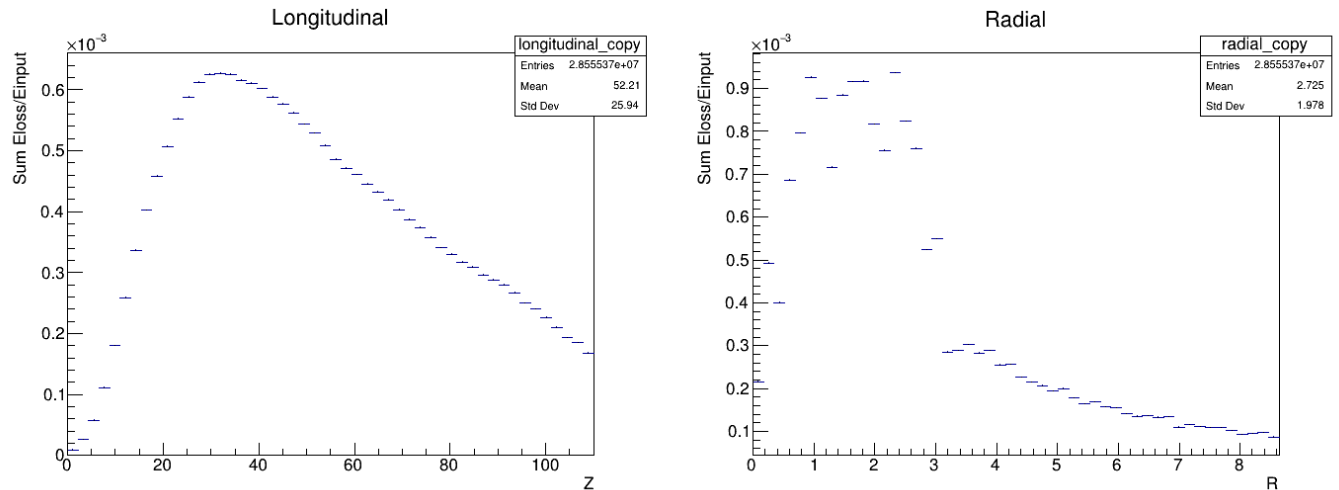 Longitudinal
×10⁻³
Sum Eloss/Einput
longitudinal_copy
Entries 2.855537e+07
Mean 52.21
Std Dev 25.94
0.6
0.5
0.4
0.3
0.2
0.1
0
0 20 40 60 80 100
Z
Radial
×10⁻³
Sum Eloss/Einput
radial_copy
Entries 2.855537e+07
Mean 2.725
Std Dev 1.978
0.9
0.8
0.7
0.6
0.5
0.4
0.3
0.2
0.1
0 1 2 3 4 5 6 7 8
R